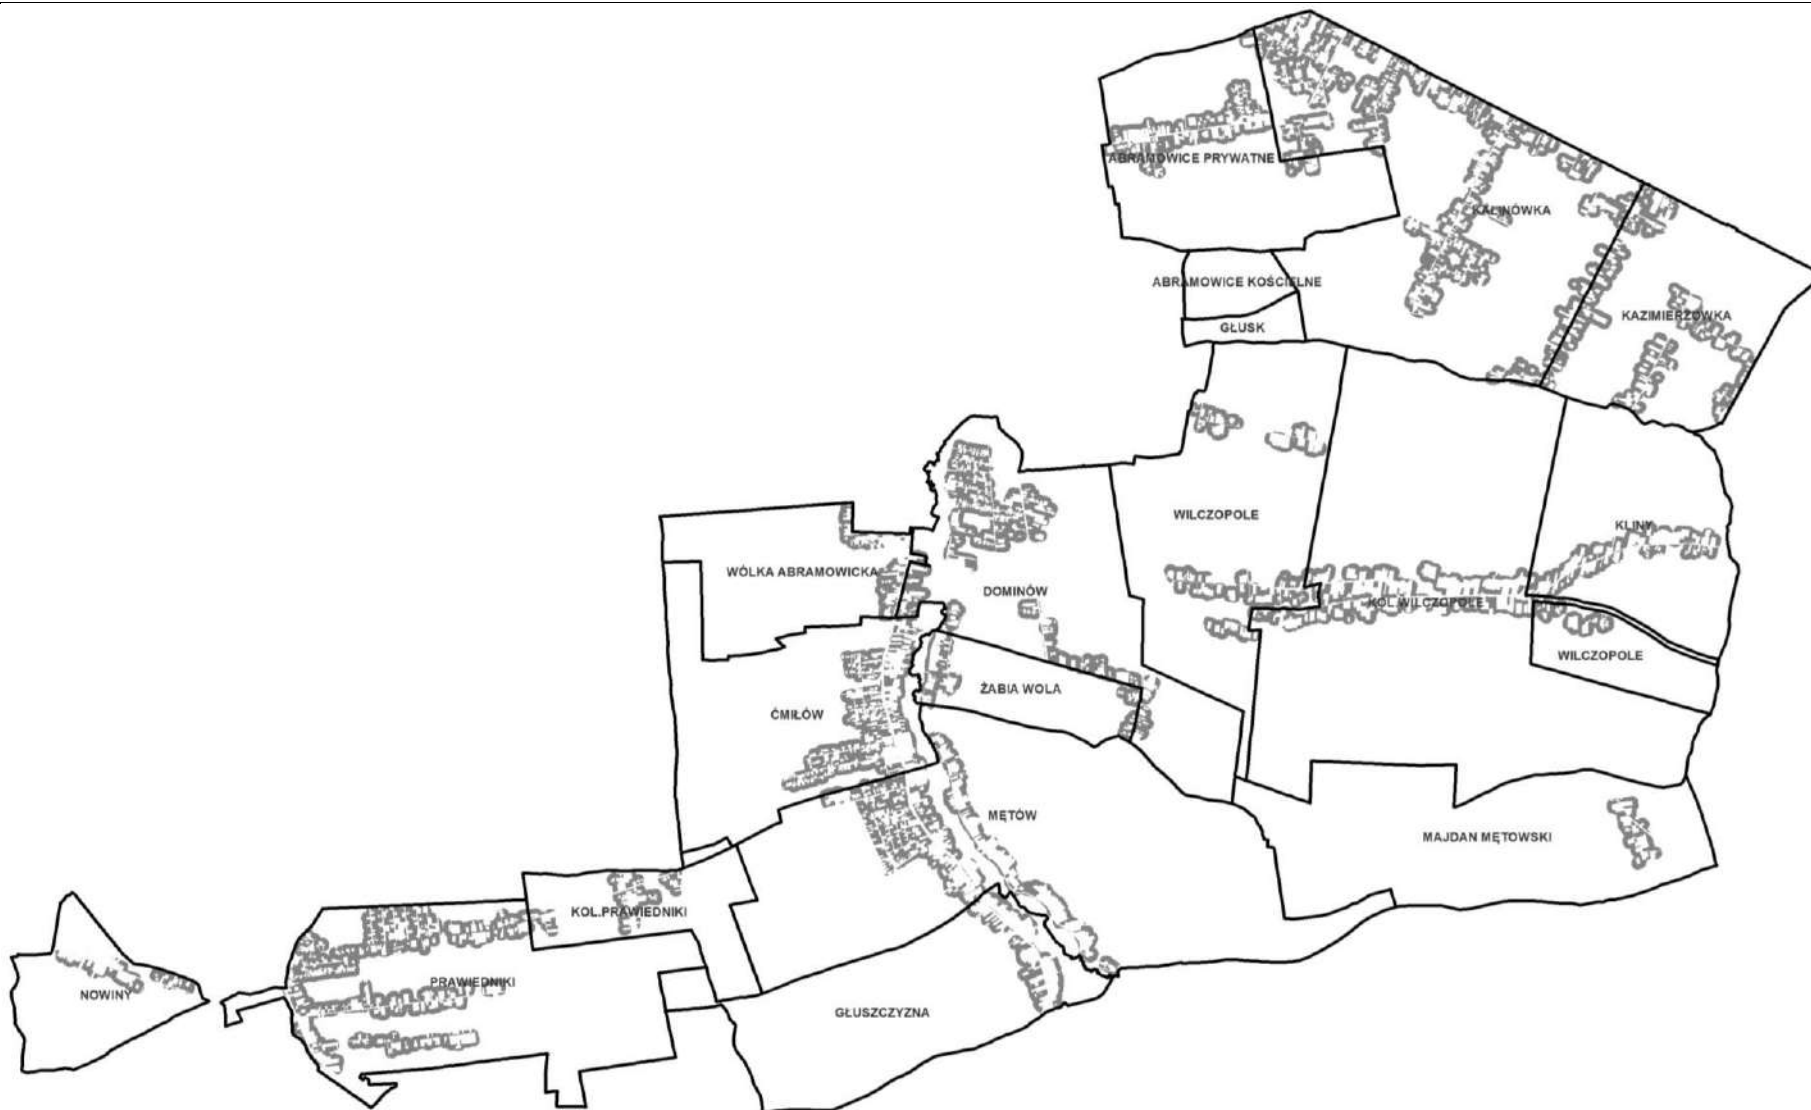 ABRAMOWICE PRYWATNE
KALINÓWKA
ABRAMOWICE KOŚCIELNE
KAZIMIERZÓWKA
GŁUSK
WILCZOPOLE
KLINY
WÓLKA ABRAMOWICKA
DOMINÓW
KOL.WILCZOPOLE
WILCZOPOLE
ŻABIA WOLA
ĆMIŁÓW
MĘTÓW
MAJDAN MĘTOWSKI
KOL.PRAWIEDNIKI
PRAWIEDNIKI
NOWINY
GŁUSZCZYZNA